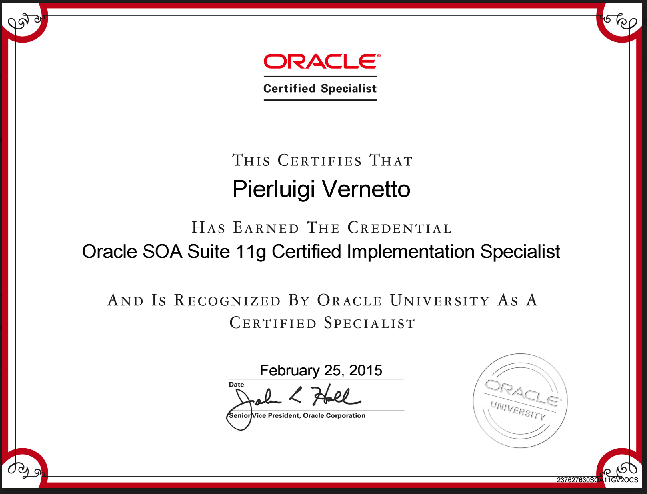 ORACLE®
Certified Specialist
THIS CERTIFIES THAT
Pierluigi Vernetto
HAS EARNED THE CREDENTIAL
Oracle SOA Suite 11g Certified Implementation Specialist
AND IS RECOGNIZED BY ORACLE UNIVERSITY AS A
CERTIFIED SPECIALIST
February 25, 2015
Date
John L Hall
Senior Vice President, Oracle Corporation
ORACLE
UNIVERSITY